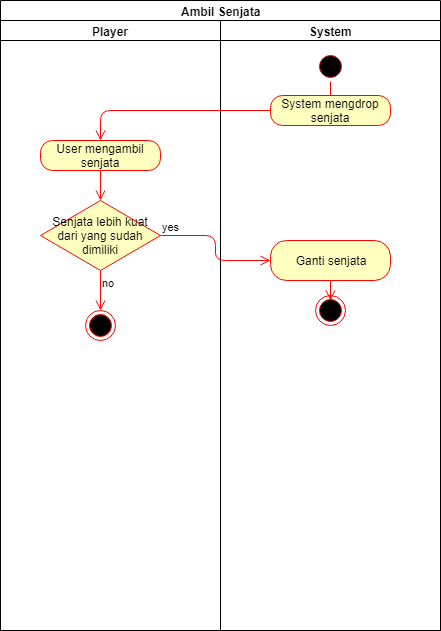 Ambil Senjata
Player
System
System mengdrop
senjata
User mengambil
senjata
Senjata lebih kuat
dari yang sudah
dimiliki
yes
no
Ganti senjata